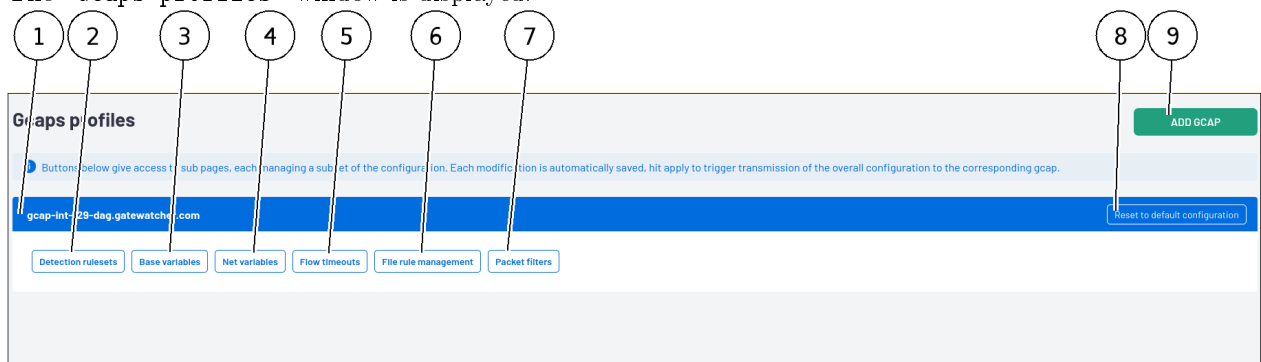 The `Gcaps profiles` window is displayed.
1 2 3 4 5 6 7 8 9
Gcaps profiles
ADD GCAP
Buttons below give access to sub pages, each managing a subset of the configuration. Each modification is automatically saved, hit apply to trigger transmission of the overall configuration to the corresponding gcap.
gcap-int-129-dag.gatewatcher.com
Reset to default configuration
Detection rulesets
Base variables
Net variables
Flow timeouts
File rule management
Packet filters